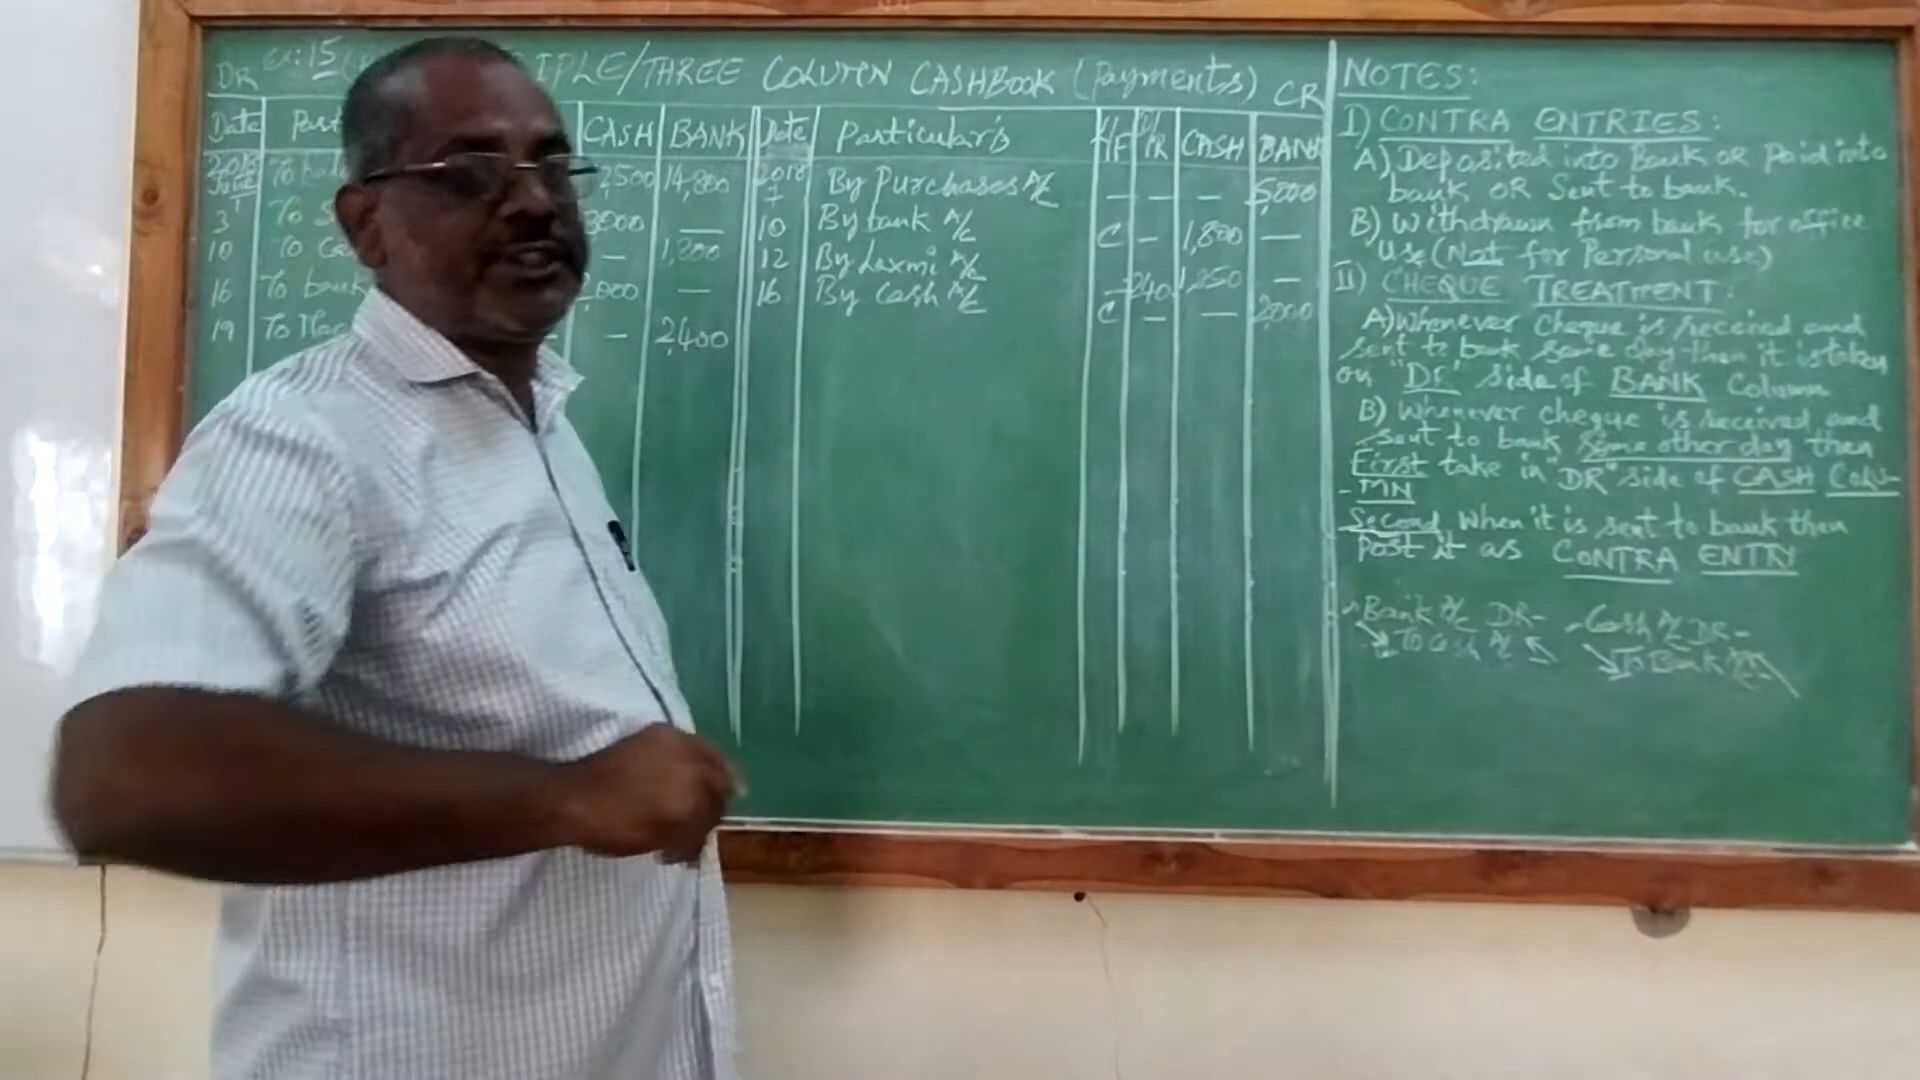 Ex: 15 IPLE/THREE COLUMN CASHBOOK (Payments)
DR CR
Date Part CASH BANK Date Particulars L/F CASH BANK
2018 June 1 To bal 2,500 14,800 2018 7 By Purchases A/c — — — 5,800
3 To S 3000 — 10 By bank A/c C — 1,800 —
10 To Ca — 1,800 12 By Laxmi A/c — 240 1,250 —
16 To bank 2,000 — 16 By Cash A/c C — — 2,000
19 To — 2,400
NOTES:
I) CONTRA ENTRIES:
A) Deposited into Bank OR Paid into
bank OR Sent to bank.
B) Withdrawn from bank for office
use (Not for Personal use)
II) CHEQUE TREATMENT:
A) Whenever cheque is received and
sent to bank same day then it is taken
on "DR" side of BANK Column
B) Whenever cheque is received and
sent to bank some other day then
First take in "DR" side of CASH COLU-
-MN
Second When it is sent to bank then
Post it as CONTRA ENTRY
Bank A/c DR- Cash A/c DR-
To Cash A/c To Bank A/c